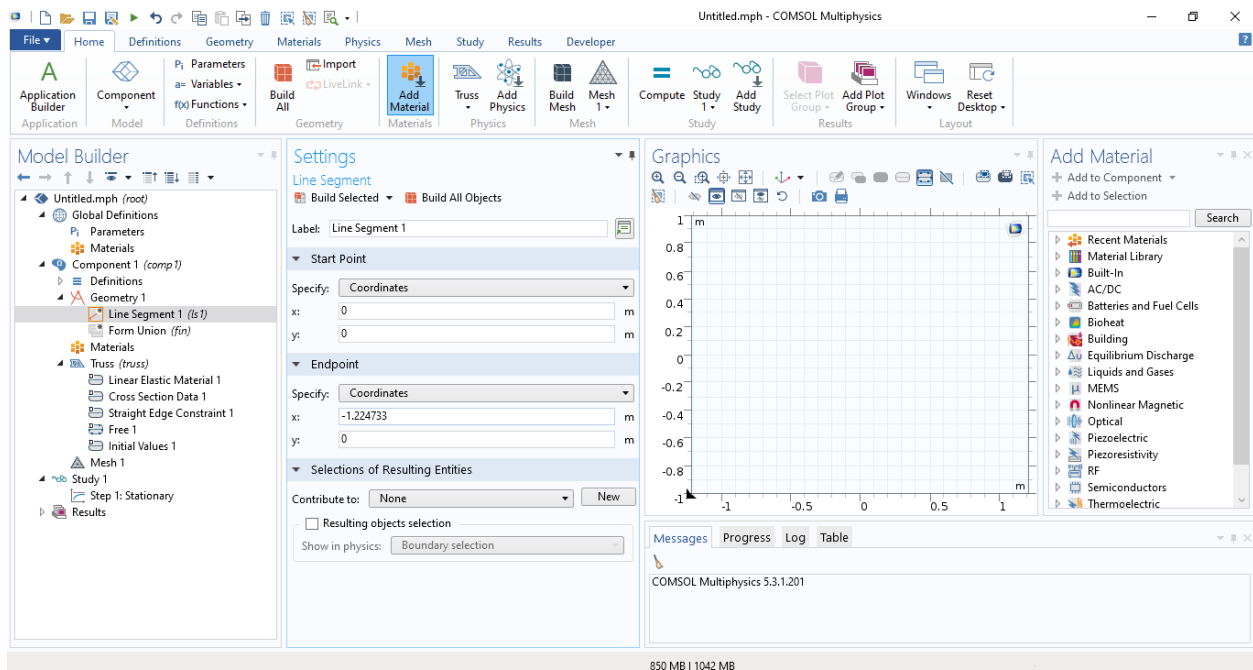 Untitled.mph - COMSOL Multiphysics
File Home Definitions Geometry Materials Physics Mesh Study Results Developer ?
A Application Builder
Application
Component
Model
Pi Parameters
a= Variables
f(x) Functions
Definitions
Build All
Import
LiveLink
Geometry
Add Material
Materials
Truss
Add Physics
Physics
Build Mesh
Mesh 1
Mesh
Compute
Study 1
Add Study
Study
Select Plot Group
Add Plot Group
Results
Windows
Reset Desktop
Layout
Model Builder
Untitled.mph (root)
Global Definitions
Pi Parameters
Materials
Component 1 (comp1)
Definitions
Geometry 1
Line Segment 1 (ls1)
Form Union (fin)
Materials
Truss (truss)
Linear Elastic Material 1
Cross Section Data 1
Straight Edge Constraint 1
Free 1
Initial Values 1
Mesh 1
Study 1
Step 1: Stationary
Results
Settings
Line Segment
Build Selected Build All Objects
Label: Line Segment 1
Start Point
Specify: Coordinates
x: 0 m
y: 0 m
Endpoint
Specify: Coordinates
x: -1.224733 m
y: 0 m
Selections of Resulting Entities
Contribute to: None New
Resulting objects selection
Show in physics: Boundary selection
Graphics
1 m
0.8
0.6
0.4
0.2
0
-0.2
-0.4
-0.6
-0.8
-1
m
-1 -0.5 0 0.5 1
Messages Progress Log Table
COMSOL Multiphysics 5.3.1.201
Add Material
+ Add to Component
+ Add to Selection
Search
Recent Materials
Material Library
Built-In
AC/DC
Batteries and Fuel Cells
Bioheat
Building
Δu Equilibrium Discharge
Liquids and Gases
μ MEMS
Nonlinear Magnetic
Optical
Piezoelectric
Piezoresistivity
RF
Semiconductors
Thermoelectric
850 MB | 1042 MB